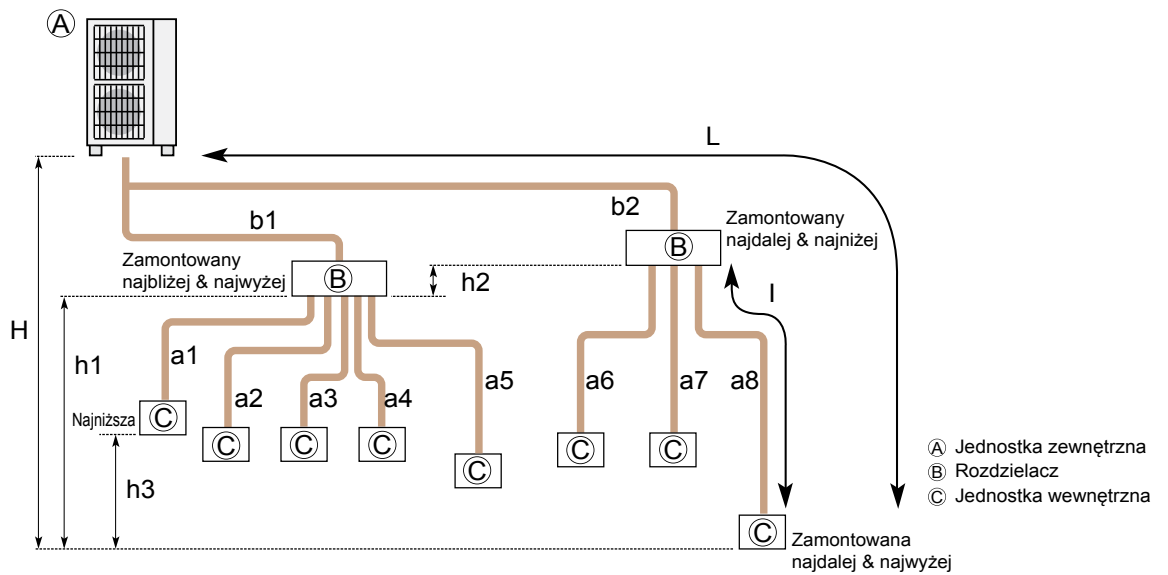 Ⓐ
L
b1
b2
Zamontowany
najdalej & najniżej
Zamontowany
najbliżej & najwyżej
Ⓑ
Ⓑ
h2
l
H
h1
a1
a2
a3
a4
a5
a6
a7
a8
Najniższa
Ⓒ
Ⓒ
Ⓒ
Ⓒ
Ⓒ
Ⓒ
Ⓒ
h3
Ⓒ
Zamontowana
najdalej & najwyżej
Ⓐ Jednostka zewnętrzna
Ⓑ Rozdzielacz
Ⓒ Jednostka wewnętrzna